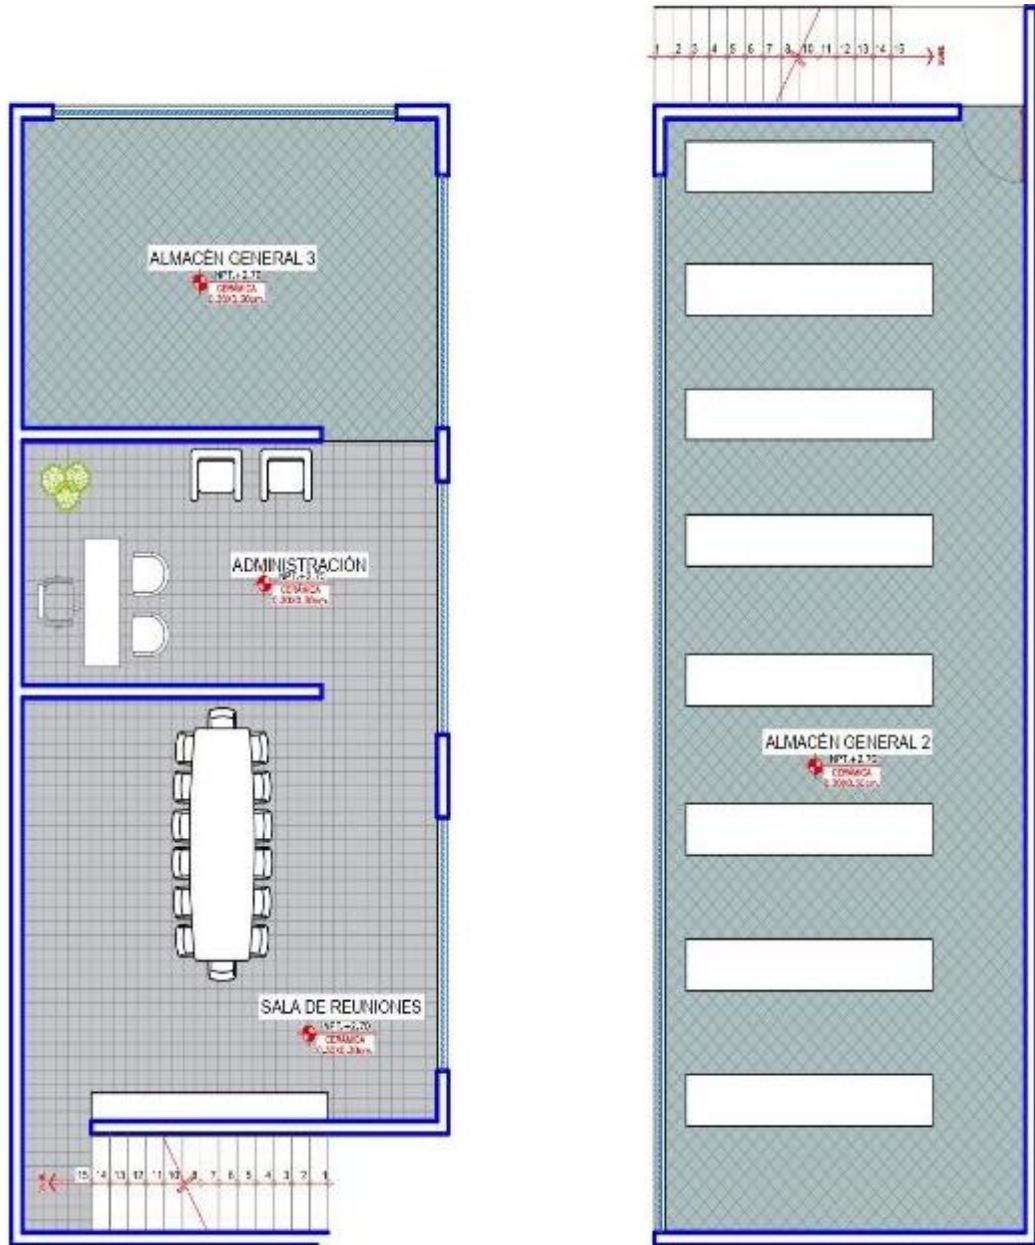 1 2 3 4 5 6 7 8 9 10 11 12 13 14 15
ALMACÉN GENERAL 3
NPT.+2.70
CERÁMICA
ADMINISTRACIÓN
CERÁMICA
ALMACÉN GENERAL 2
NPT.+2.70
CERÁMICA
SALA DE REUNIONES
NPT.+2.70
CERÁMICA
15 14 13 12 11 10 8 7 6 5 4 3 2 1